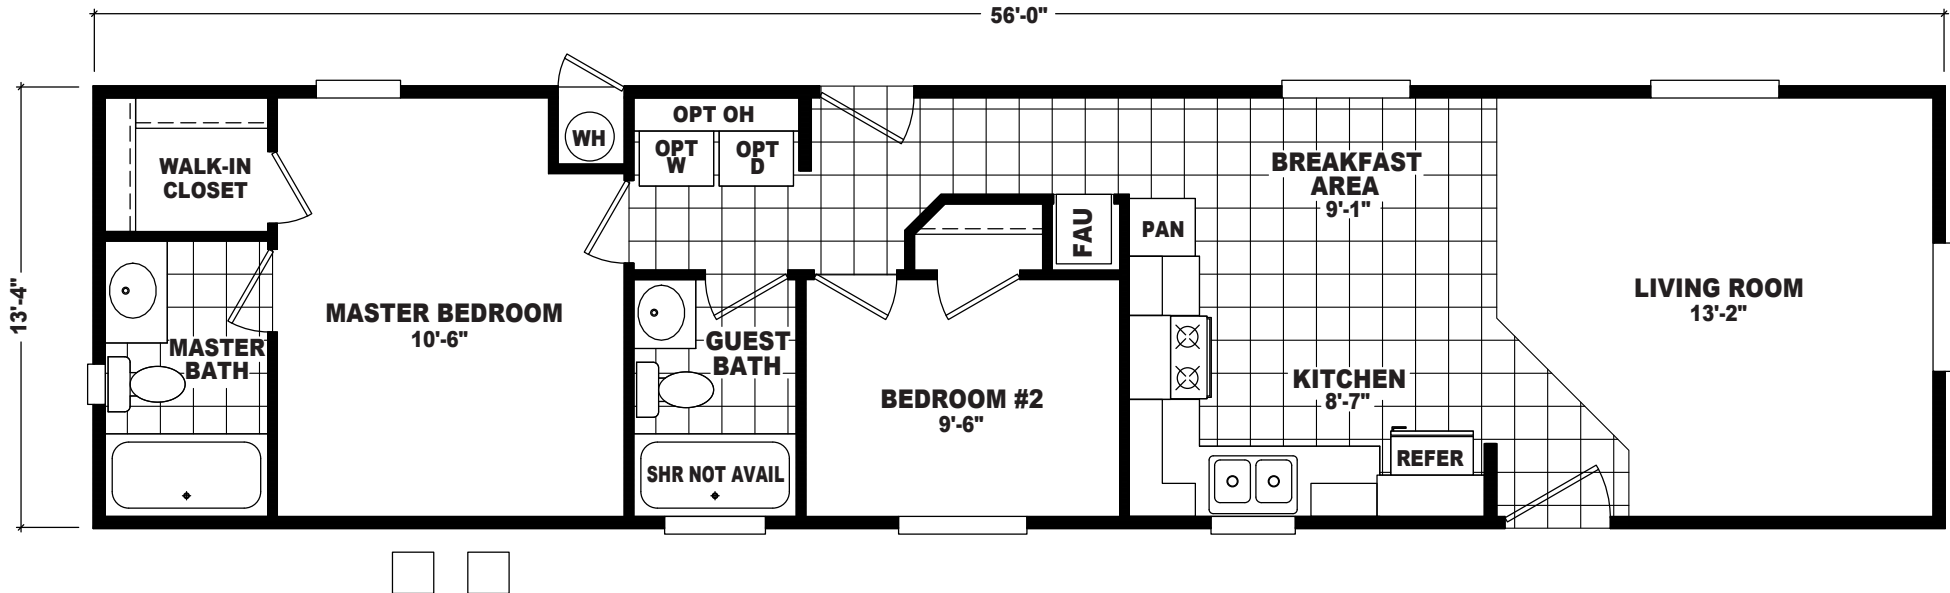 56'-0"
13'-4"
WALK-IN
CLOSET
WH
OPT OH
OPT
W
OPT
D
BREAKFAST
AREA
9'-1"
FAU
PAN
MASTER BEDROOM
10'-6"
MASTER
BATH
GUEST
BATH
SHR NOT AVAIL
BEDROOM #2
9'-6"
KITCHEN
8'-7"
REFER
LIVING ROOM
13'-2"